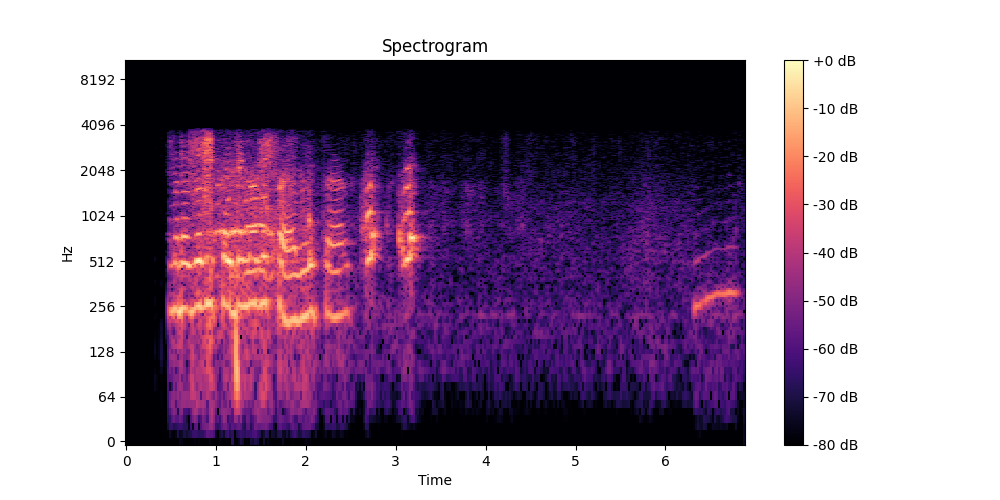 Spectrogram
8192
4096
2048
1024
512
256
128
64
0
Hz
0 1 2 3 4 5 6
Time
+0 dB
-10 dB
-20 dB
-30 dB
-40 dB
-50 dB
-60 dB
-70 dB
-80 dB